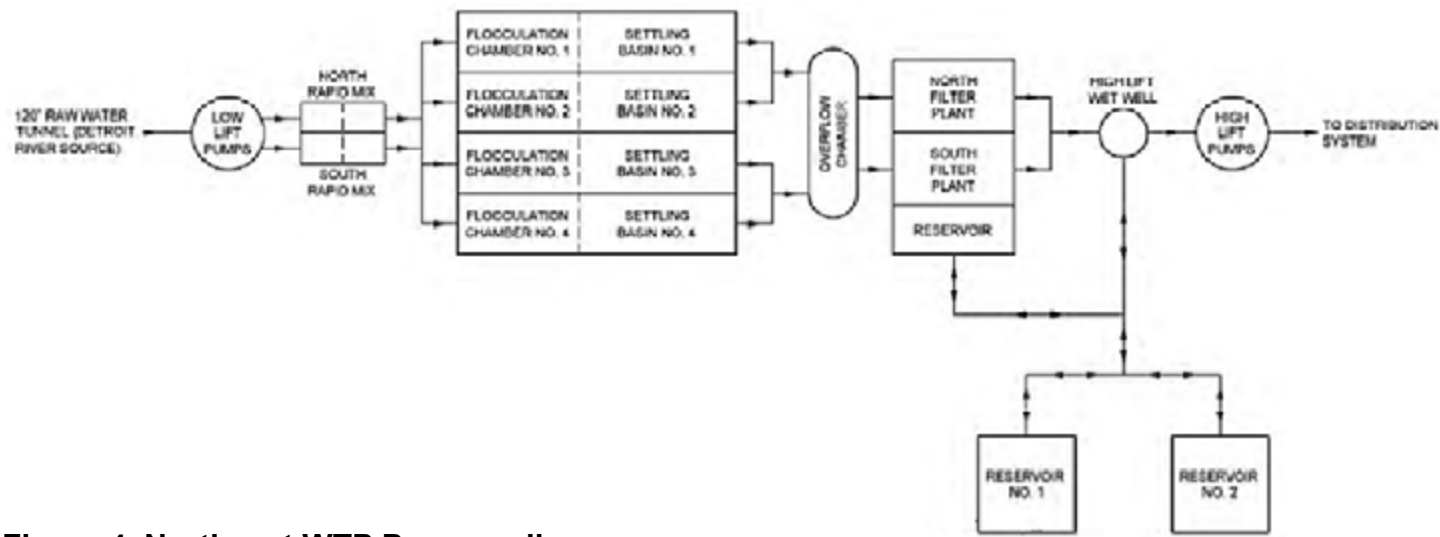 120" RAW WATER
TUNNEL (DETROIT
RIVER SOURCE)
LOW
LIFT
PUMPS
NORTH
RAPID MIX
SOUTH
RAPID MIX
FLOCCULATION
CHAMBER NO. 1
SETTLING
BASIN NO. 1
FLOCCULATION
CHAMBER NO. 2
SETTLING
BASIN NO. 2
FLOCCULATION
CHAMBER NO. 3
SETTLING
BASIN NO. 3
FLOCCULATION
CHAMBER NO. 4
SETTLING
BASIN NO. 4
OVERFLOW
CHAMBER
NORTH
FILTER
PLANT
SOUTH
FILTER
PLANT
RESERVOIR
HIGH LIFT
WET WELL
HIGH
LIFT
PUMPS
TO DISTRIBUTION
SYSTEM
RESERVOIR
NO. 1
RESERVOIR
NO. 2